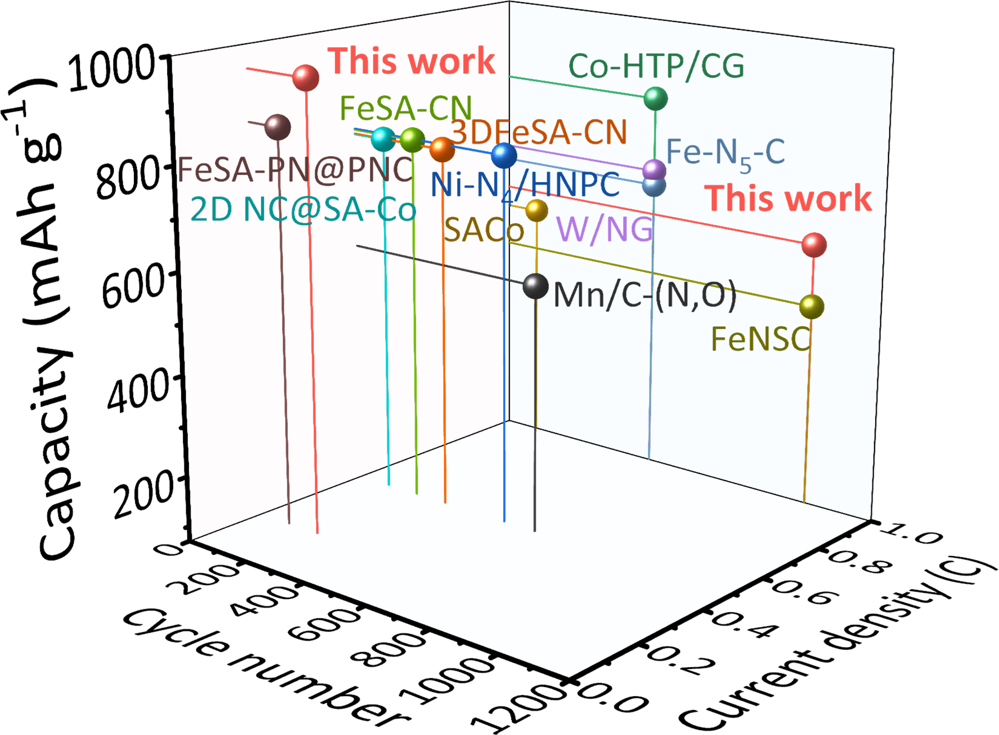 1000
800
600
400
200
Capacity (mAh g⁻¹)
This work
Co-HTP/CG
FeSA-CN
3DFeSA-CN
Fe-N₅-C
FeSA-PN@PNC
Ni-N₄/HNPC
This work
2D NC@SA-Co
SACo
W/NG
Mn/C-(N,O)
FeNSC
0
200
400
600
800
1000
1200
Cycle number
0.0
0.2
0.4
0.6
0.8
1.0
Current density (C)